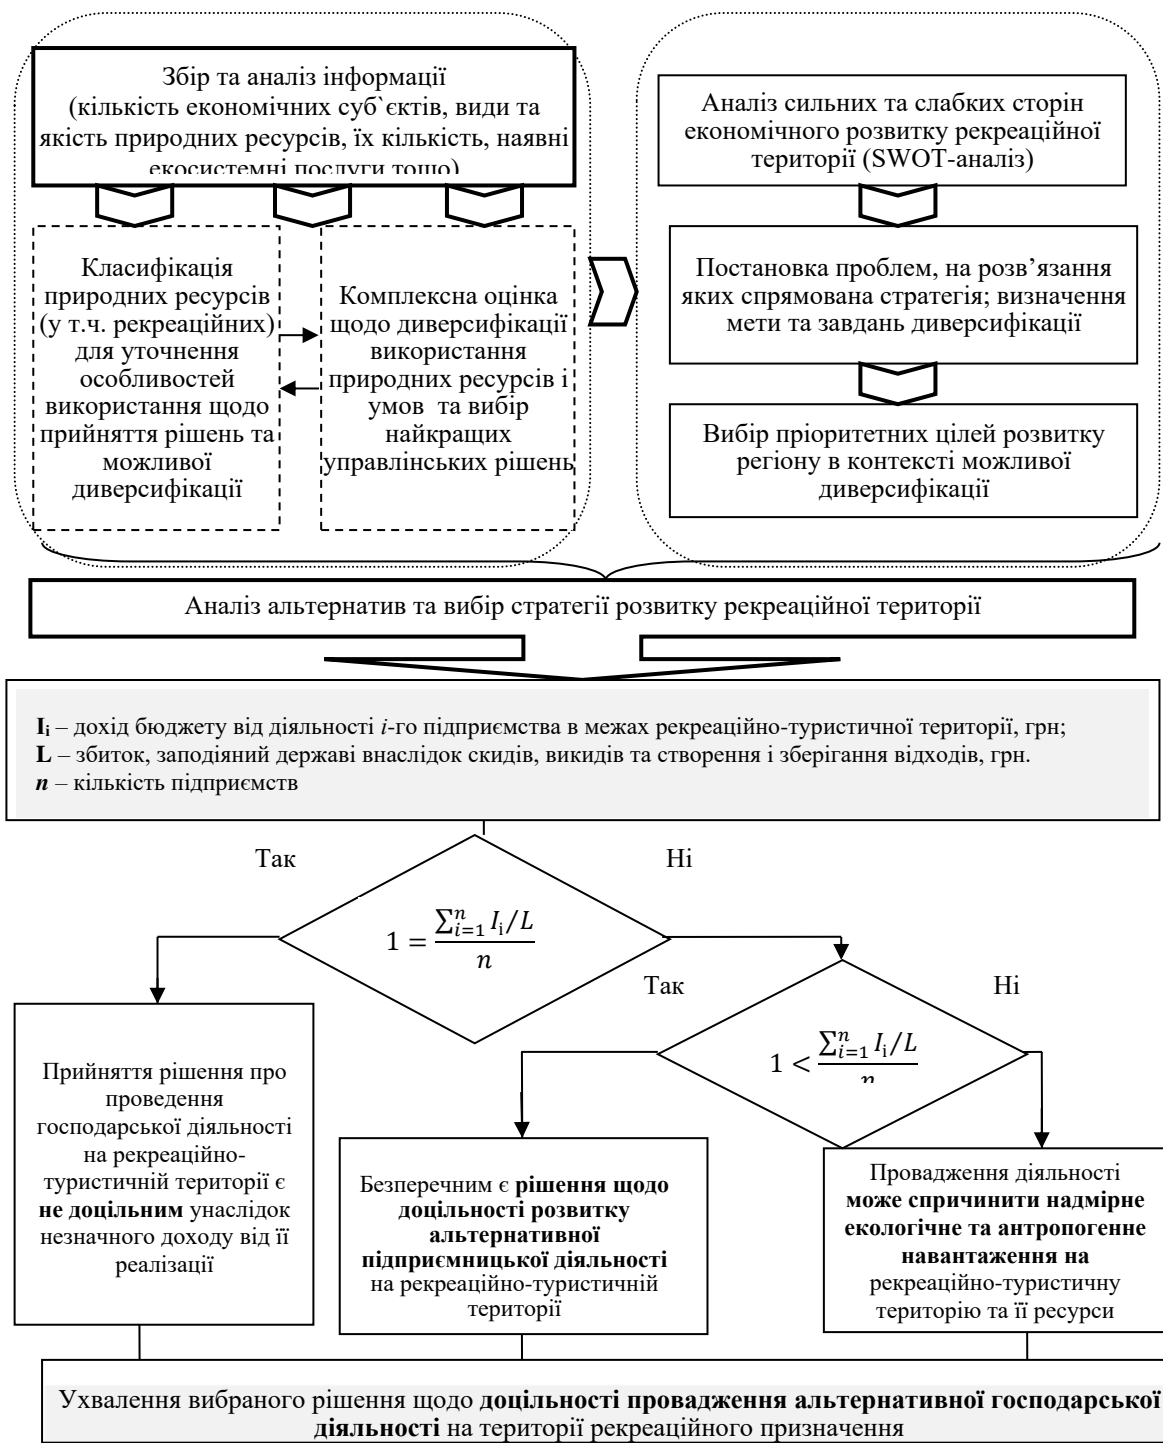 Збір та аналіз інформації
(кількість економічних суб`єктів, види та
якість природних ресурсів, їх кількість, наявні
екосистемні послуги тощо)
Класифікація
природних ресурсів
(у т.ч. рекреаційних)
для уточнення
особливостей
використання щодо
прийняття рішень та
можливої
диверсифікації
Комплексна оцінка
щодо диверсифікації
використання
природних ресурсів і
умов та вибір
найкращих
управлінських рішень
Аналіз сильних та слабких сторін
економічного розвитку рекреаційної
території (SWOT-аналіз)
Постановка проблем, на розв’язання
яких спрямована стратегія; визначення
мети та завдань диверсифікації
Вибір пріоритетних цілей розвитку
регіону в контексті можливої
диверсифікації
Аналіз альтернатив та вибір стратегії розвитку рекреаційної території
Iᵢ – дохід бюджету від діяльності i-го підприємства в межах рекреаційно-туристичної території, грн;
L – збиток, заподіяний державі внаслідок скидів, викидів та створення і зберігання відходів, грн.
n – кількість підприємств
Так
Ні
1 = ∑ⁿᵢ₌₁ Iᵢ/L
n
Так
Ні
1 < ∑ⁿᵢ₌₁ Iᵢ/L
n
Прийняття рішення про
проведення
господарської діяльності
на рекреаційно-
туристичній території є
не доцільним унаслідок
незначного доходу від її
реалізації
Безперечним є рішення щодо
доцільності розвитку
альтернативної
підприємницької діяльності
на рекреаційно-туристичній
території
Провадження діяльності
може спричинити надмірне
екологічне та антропогенне
навантаження на
рекреаційно-туристичну
територію та її ресурси
Ухвалення вибраного рішення щодо доцільності провадження альтернативної господарської
діяльності на території рекреаційного призначення